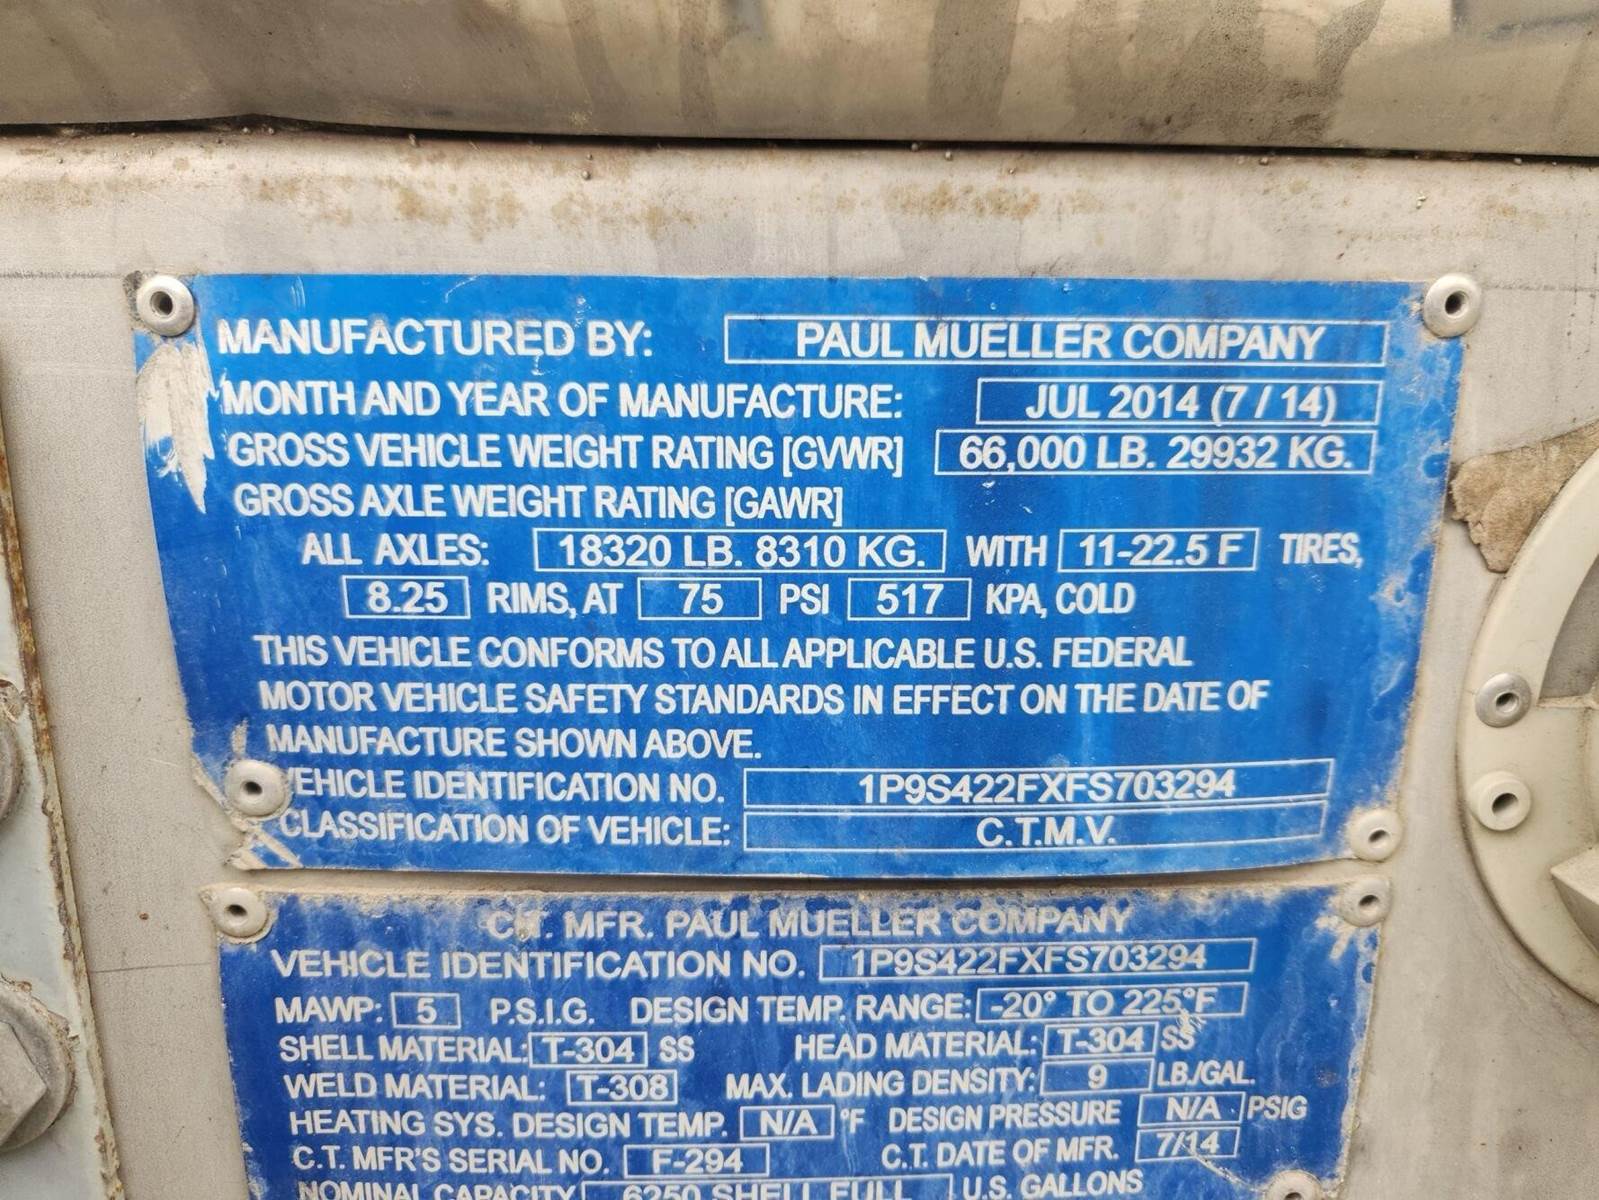 MANUFACTURED BY: PAUL MUELLER COMPANY
MONTH AND YEAR OF MANUFACTURE: JUL 2014 (7 / 14)
GROSS VEHICLE WEIGHT RATING [GVWR] 66,000 LB. 29932 KG.
GROSS AXLE WEIGHT RATING [GAWR]
ALL AXLES: 18320 LB. 8310 KG. WITH 11-22.5 F TIRES,
8.25 RIMS, AT 75 PSI 517 KPA, COLD
THIS VEHICLE CONFORMS TO ALL APPLICABLE U.S. FEDERAL
MOTOR VEHICLE SAFETY STANDARDS IN EFFECT ON THE DATE OF
MANUFACTURE SHOWN ABOVE.
VEHICLE IDENTIFICATION NO. 1P9S422FXFS703294
CLASSIFICATION OF VEHICLE: C.T.M.V.
C.T. MFR. PAUL MUELLER COMPANY
VEHICLE IDENTIFICATION NO. 1P9S422FXFS703294
MAWP: 5 P.S.I.G. DESIGN TEMP. RANGE: -20° TO 225°F
SHELL MATERIAL: T-304 SS HEAD MATERIAL: T-304 SS
WELD MATERIAL: T-308 MAX. LADING DENSITY: 9 LB./GAL.
HEATING SYS. DESIGN TEMP. N/A °F DESIGN PRESSURE N/A PSIG
C.T. MFR'S SERIAL NO. F-294 C.T. DATE OF MFR. 7/14
NOMINAL CAPACITY 6250 SHELL FULL U.S. GALLONS